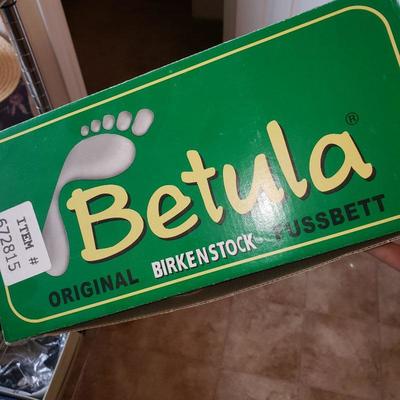 Betula®
ORIGINAL BIRKENSTOCK FUSSBETT
ITEM #
672815